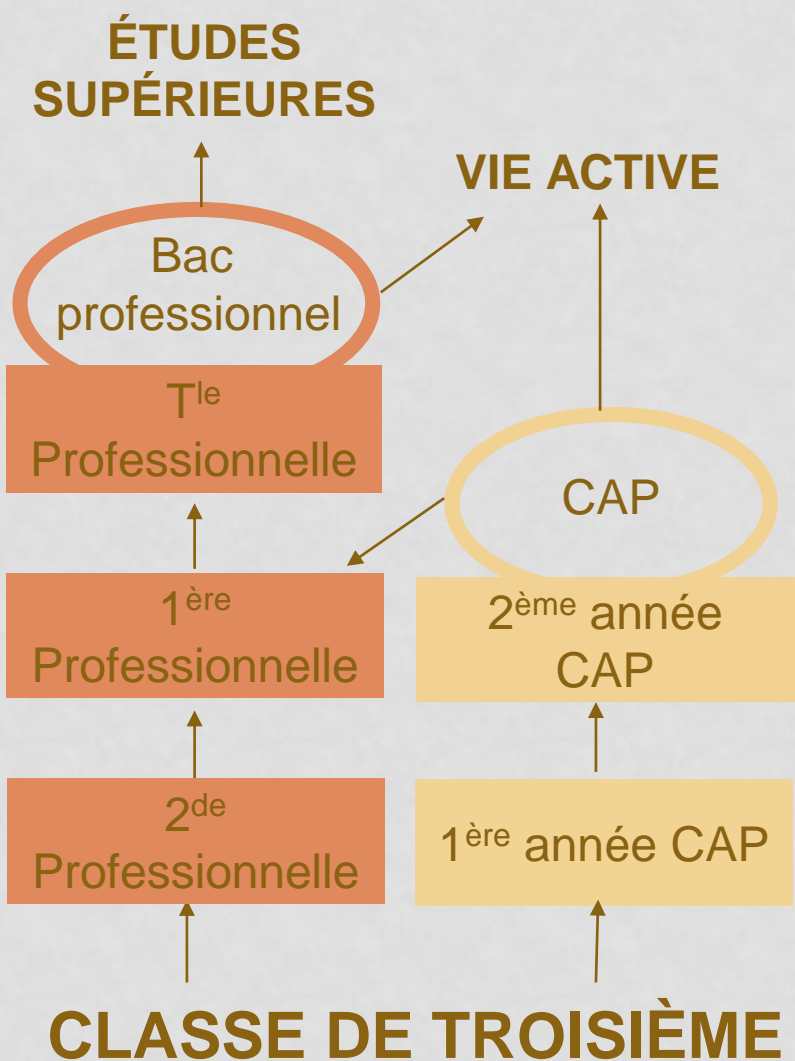 ÉTUDES
SUPÉRIEURES
VIE ACTIVE
Bac
professionnel
Tle
Professionnelle
CAP
1ère
Professionnelle
2ème année
CAP
2de
Professionnelle
1ère année CAP
CLASSE DE TROISIÈME